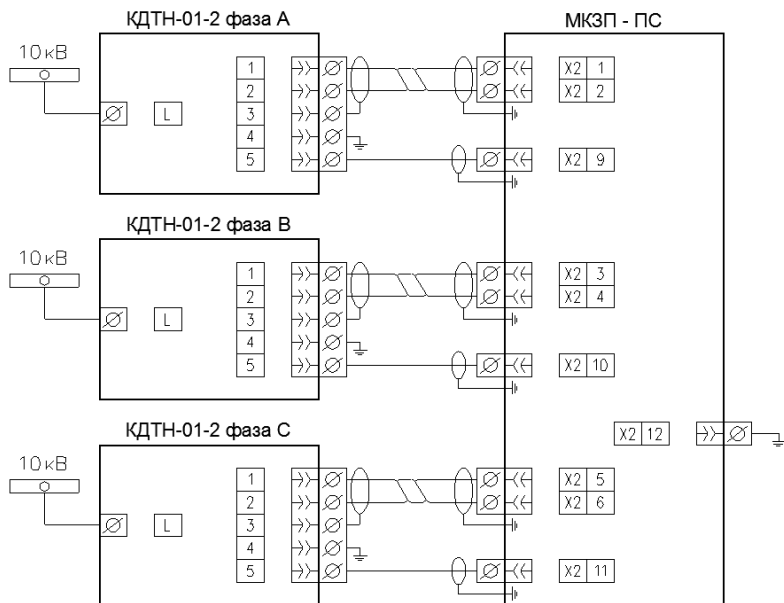 КДТН-01-2 фаза А
МКЗП - ПС
10кВ
L
1
2
3
4
5
X2 1
X2 2
X2 9
КДТН-01-2 фаза В
10кВ
L
1
2
3
4
5
X2 3
X2 4
X2 10
X2 12
КДТН-01-2 фаза С
10кВ
L
1
2
3
4
5
X2 5
X2 6
X2 11